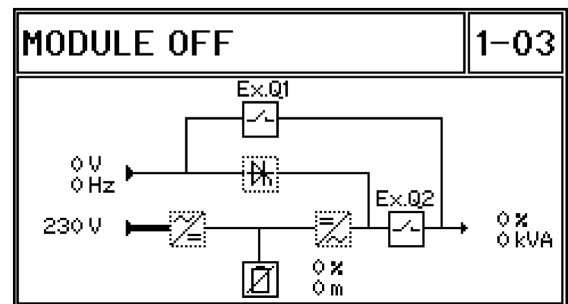 MODULE OFF
1-03
Ex.Q1
0 V
0 Hz
Ex.Q2
230 V
0 %
0 kVA
0 %
0 m